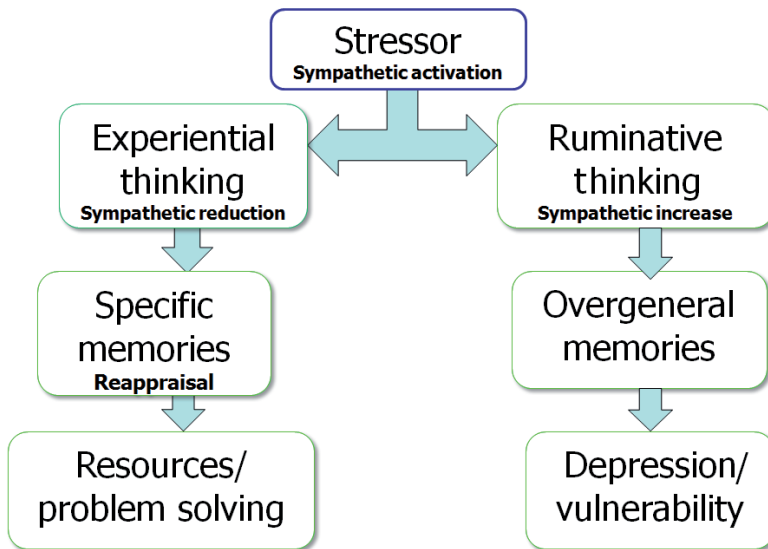 Stressor
Sympathetic activation
Experiential
thinking
Sympathetic reduction
Ruminative
thinking
Sympathetic increase
Specific
memories
Reappraisal
Overgeneral
memories
Resources/
problem solving
Depression/
vulnerability